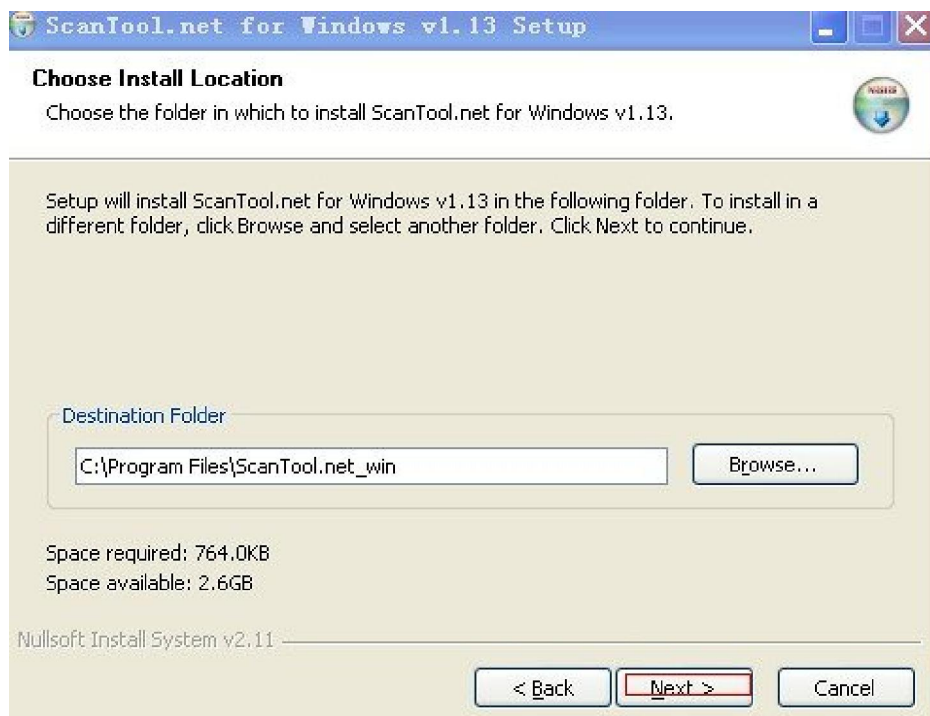 ScanTool.net for Windows v1.13 Setup
Choose Install Location
Choose the folder in which to install ScanTool.net for Windows v1.13.
Setup will install ScanTool.net for Windows v1.13 in the following folder. To install in a
different folder, click Browse and select another folder. Click Next to continue.
Destination Folder
C:\Program Files\ScanTool.net_win
Browse...
Space required: 764.0KB
Space available: 2.6GB
Nullsoft Install System v2.11
< Back
Next >
Cancel